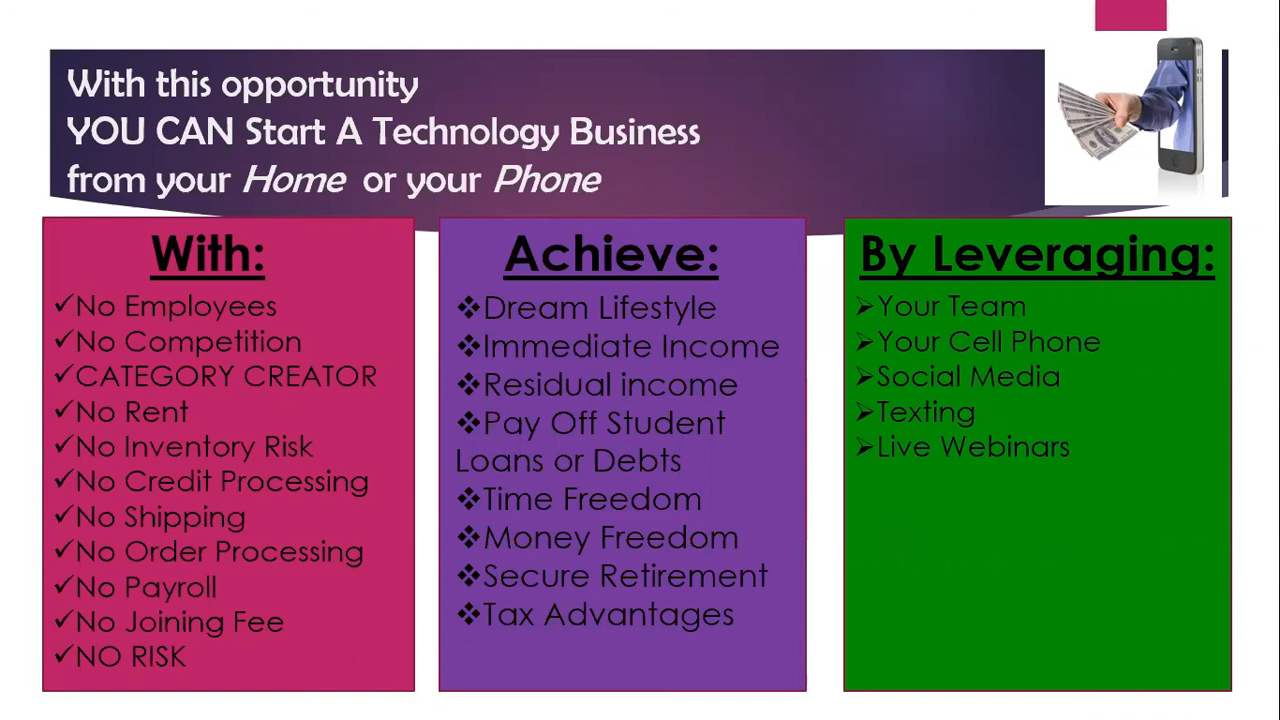 With this opportunity
YOU CAN Start A Technology Business
from your Home or your Phone
With:
✓No Employees
✓No Competition
✓CATEGORY CREATOR
✓No Rent
✓No Inventory Risk
✓No Credit Processing
✓No Shipping
✓No Order Processing
✓No Payroll
✓No Joining Fee
✓NO RISK
Achieve:
❖Dream Lifestyle
❖Immediate Income
❖Residual income
❖Pay Off Student
Loans or Debts
❖Time Freedom
❖Money Freedom
❖Secure Retirement
❖Tax Advantages
By Leveraging:
➢Your Team
➢Your Cell Phone
➢Social Media
➢Texting
➢Live Webinars